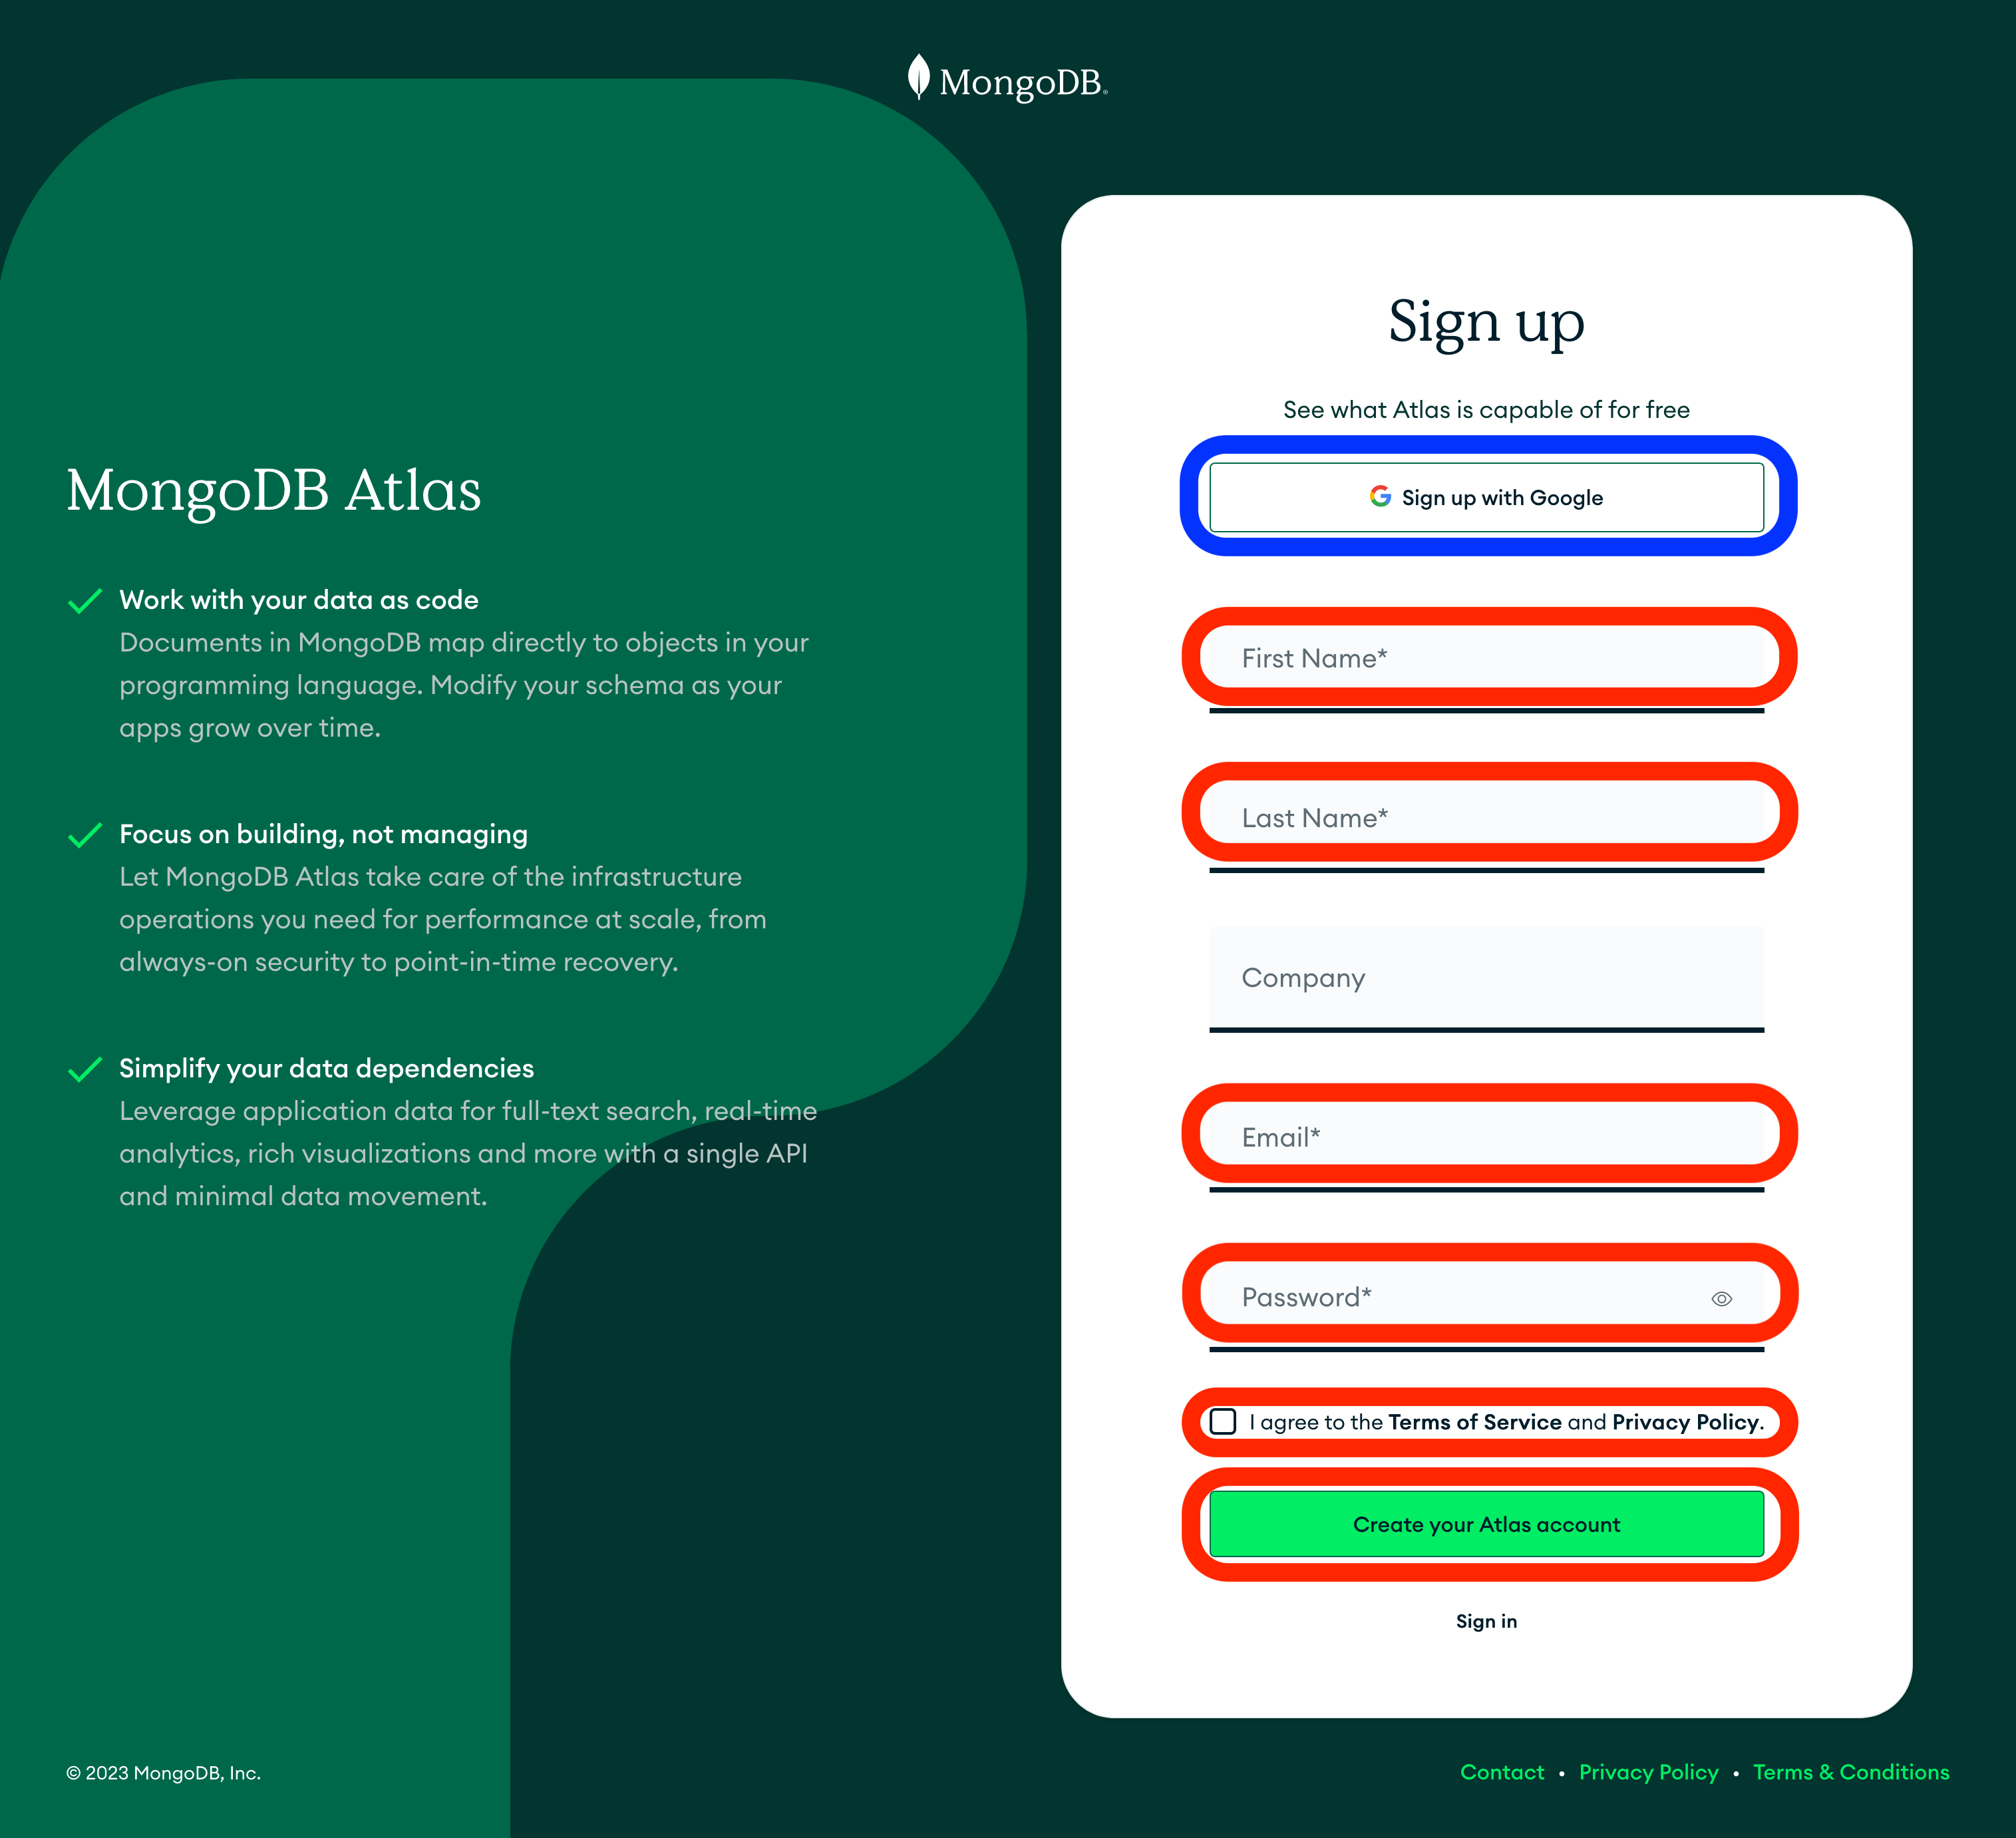 MongoDB®
MongoDB Atlas
Work with your data as code
Documents in MongoDB map directly to objects in your
programming language. Modify your schema as your
apps grow over time.
Focus on building, not managing
Let MongoDB Atlas take care of the infrastructure
operations you need for performance at scale, from
always-on security to point-in-time recovery.
Simplify your data dependencies
Leverage application data for full-text search, real-time
analytics, rich visualizations and more with a single API
and minimal data movement.
Sign up
See what Atlas is capable of for free
Sign up with Google
First Name*
Last Name*
Company
Email*
Password*
I agree to the Terms of Service and Privacy Policy.
Create your Atlas account
Sign in
© 2023 MongoDB, Inc.
Contact • Privacy Policy • Terms & Conditions